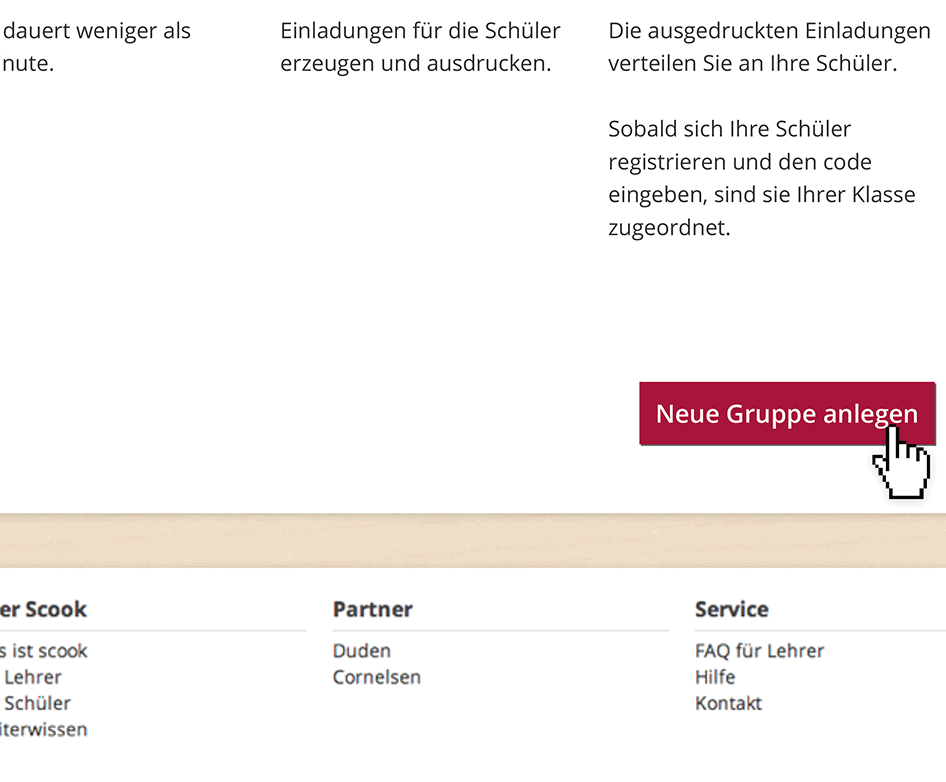 dauert weniger als
nute.
Einladungen für die Schüler
erzeugen und ausdrucken.
Die ausgedruckten Einladungen
verteilen Sie an Ihre Schüler.
Sobald sich Ihre Schüler
registrieren und den code
eingeben, sind sie Ihrer Klasse
zugeordnet.
Neue Gruppe anlegen
er Scook
s ist scook
Lehrer
Schüler
iterwissen
Partner
Duden
Cornelsen
Service
FAQ für Lehrer
Hilfe
Kontakt